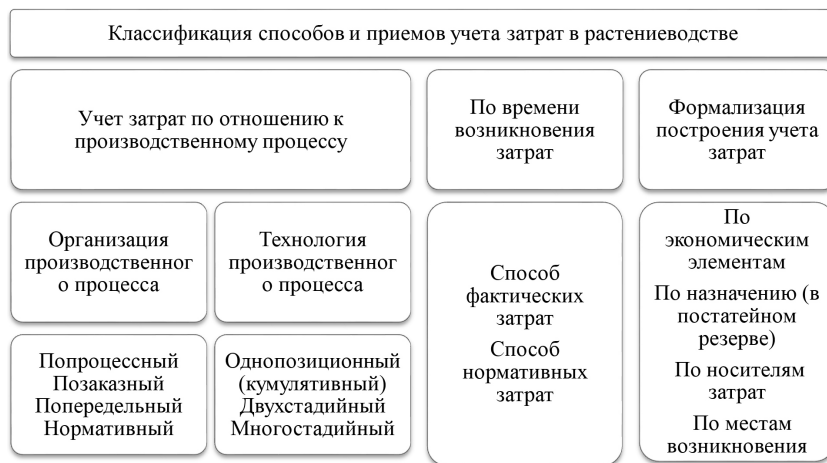 Классификация способов и приемов учета затрат в растениеводстве
Учет затрат по отношению к
производственному процессу
По времени
возникновения
затрат
Формализация
построения учета
затрат
Организация
производственног
о процесса
Технология
производственног
о процесса
Попроцессный
Позаказный
Попередельный
Нормативный
Однопозиционный
(кумулятивный)
Двухстадийный
Многостадийный
Способ
фактических
затрат
Способ
нормативных
затрат
По
экономическим
элементам
По назначению (в
постатейном
резерве)
По носителям
затрат
По местам
возникновения